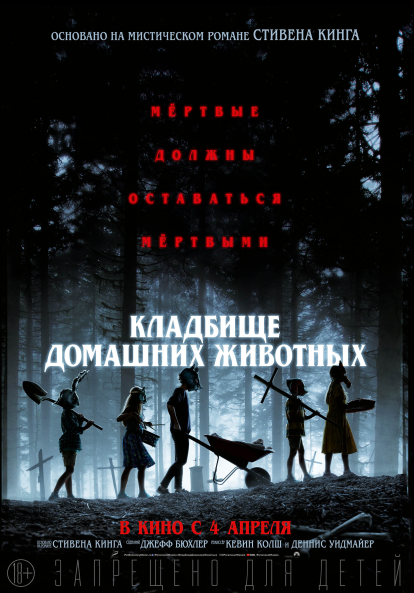 ОСНОВАНО НА МИСТИЧЕСКОМ РОМАНЕ СТИВЕНА КИНГА
МЁРТВЫЕ
ДОЛЖНЫ
ОСТАВАТЬСЯ
МЁРТВЫМИ
КЛАДБИЩЕ
ДОМАШНИХ ЖИВОТНЫХ
В КИНО С 4 АПРЕЛЯ
СТИВЕНА КИНГА ДЖЕФФ БЮХЛЕР КЕВИН КОЛШ И ДЕННИС УИДМАЙЕР
18+ ЗАПРЕЩЕНО ДЛЯ ДЕТЕЙ